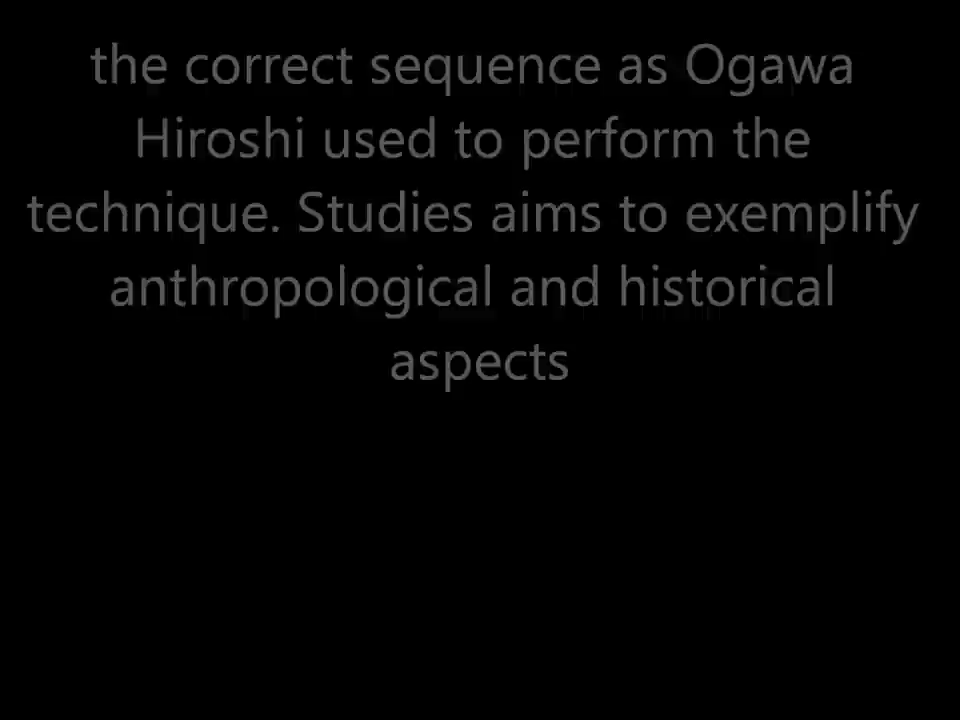 the correct sequence as Ogawa
Hiroshi used to perform the
technique. Studies aims to exemplify
anthropological and historical
aspects